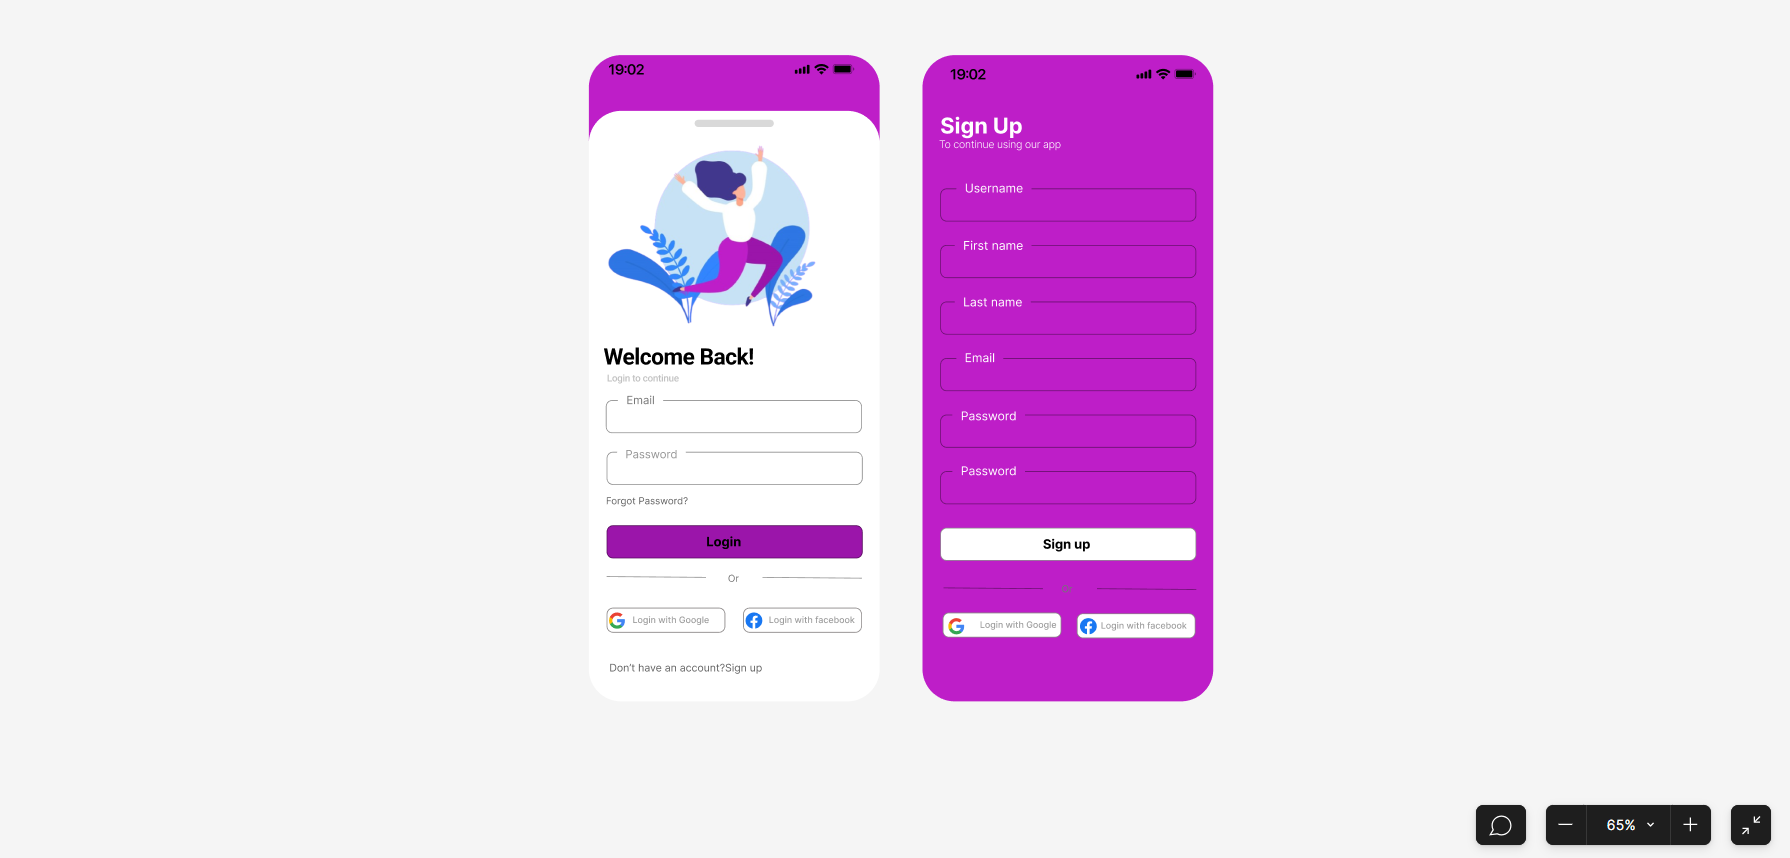 19:02
Welcome Back!
Login to continue
Email
Password
Forgot Password?
Login
Or
Login with Google
Login with facebook
Don't have an account?Sign up
19:02
Sign Up
To continue using our app
Username
First name
Last name
Email
Password
Password
Sign up
Or
Login with Google
Login with facebook
65%